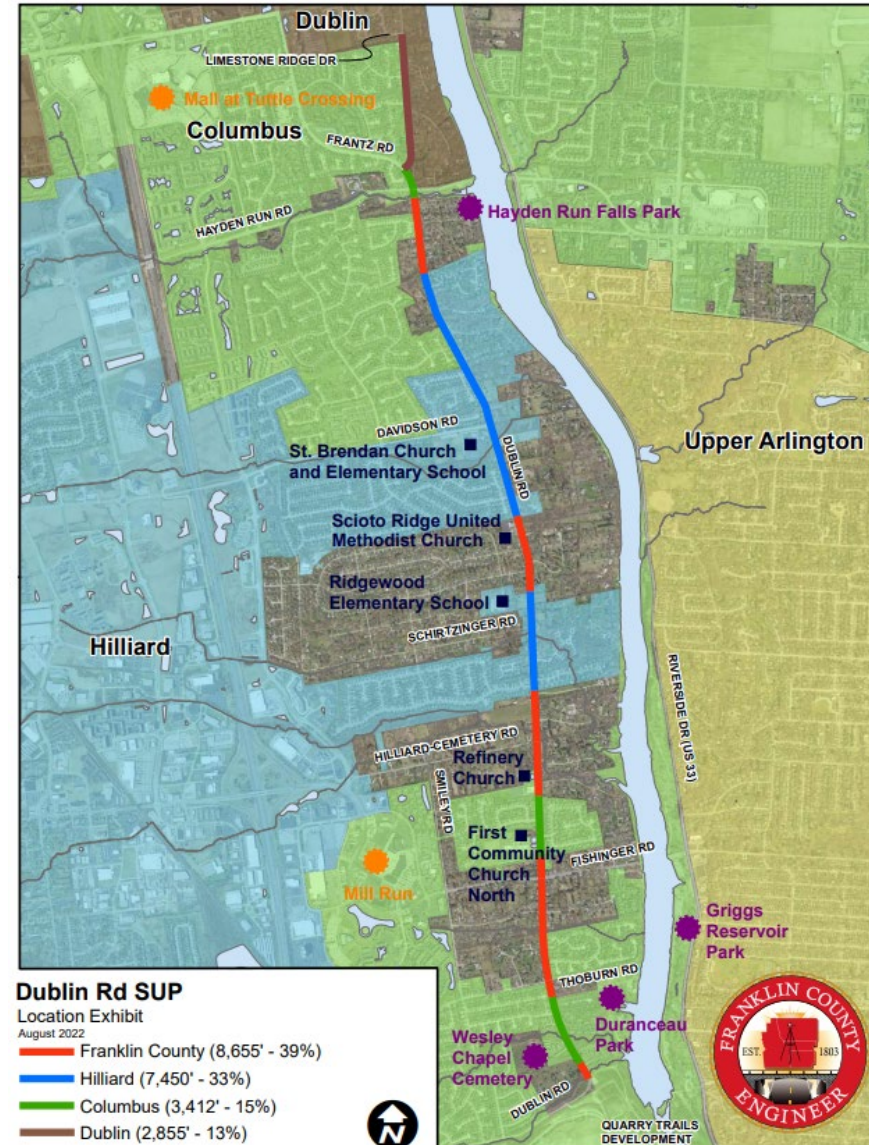 Dublin
LIMESTONE RIDGE DR
Mall at Tuttle Crossing
Columbus
FRANTZ RD
HAYDEN RUN RD
Hayden Run Falls Park
DAVIDSON RD
St. Brendan Church
and Elementary School
DUBLIN RD
Upper Arlington
Scioto Ridge United
Methodist Church
Ridgewood
Elementary School
SCHIRTZINGER RD
Hilliard
RIVERSIDE DR (US 33)
HILLIARD-CEMETERY RD
Refinery
Church
SMILEY RD
First
Community
Church
North
FISHINGER RD
Mill Run
Griggs
Reservoir
Park
THOBURN RD
Duranceau
Park
Wesley
Chapel
Cemetery
DUBLIN RD
QUARRY TRAILS
DEVELOPMENT
Dublin Rd SUP
Location Exhibit
August 2022
Franklin County (8,655' - 39%)
Hilliard (7,450' - 33%)
Columbus (3,412' - 15%)
Dublin (2,855' - 13%)
N
FRANKLIN COUNTY
EST. 1803
ENGINEER